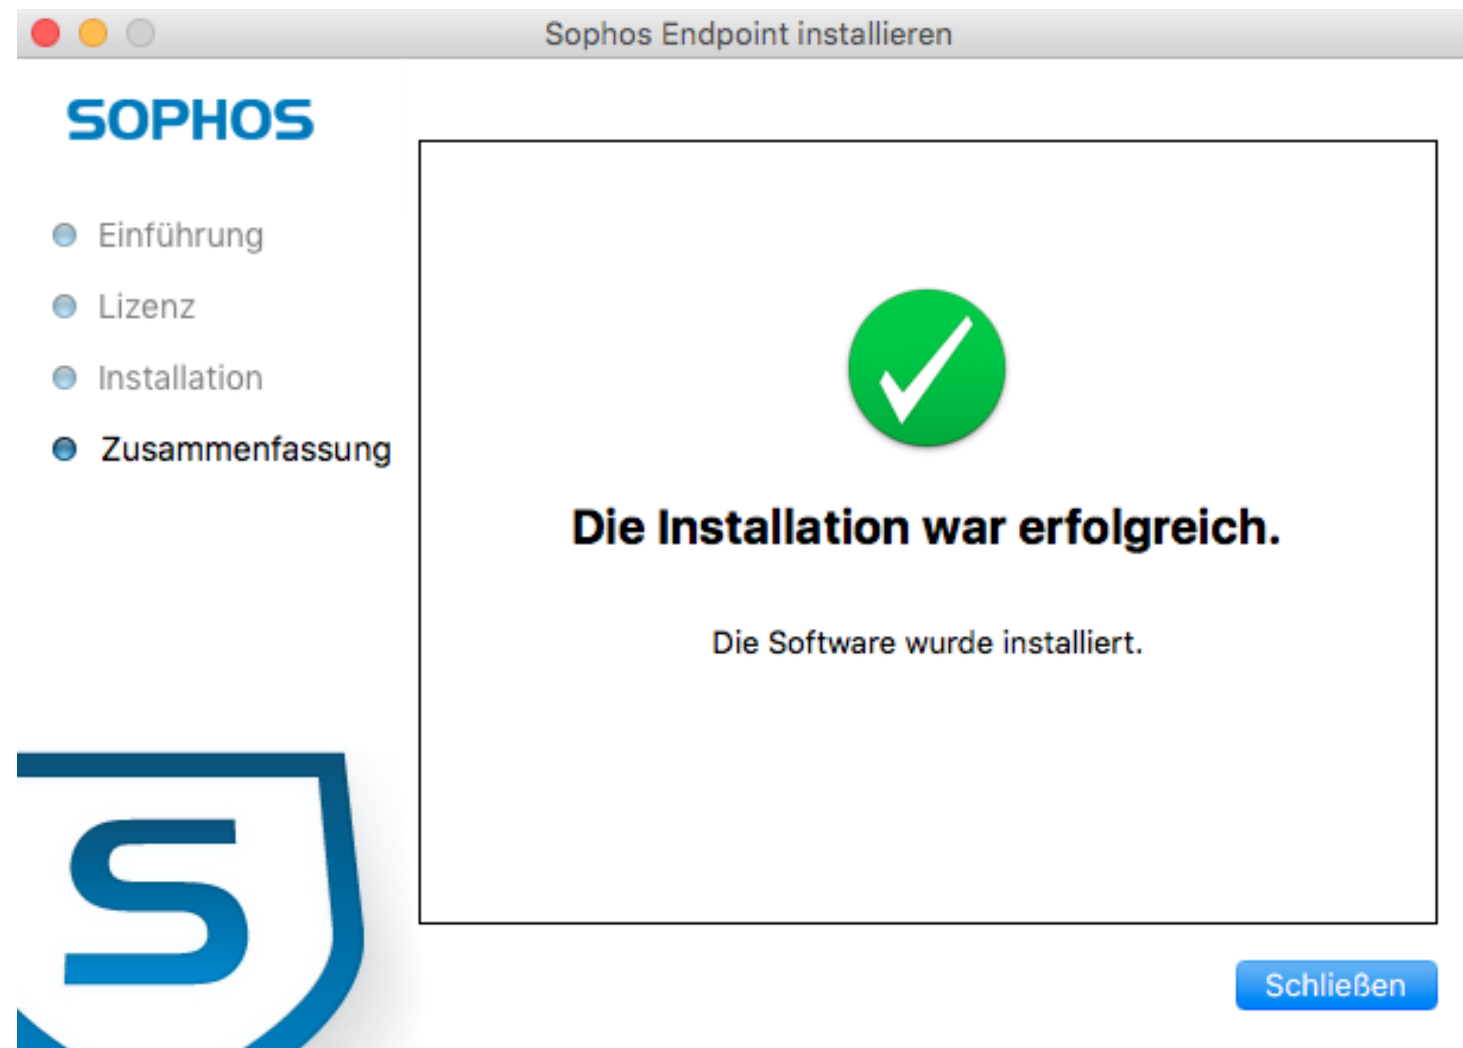 Sophos Endpoint installieren
SOPHOS
Einführung
Lizenz
Installation
Zusammenfassung
Die Installation war erfolgreich.
Die Software wurde installiert.
S
Schließen